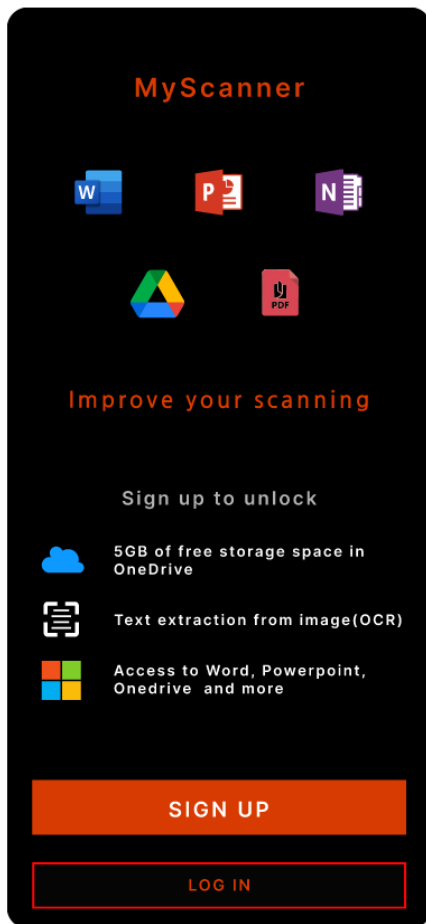 MyScanner
W
P
N
PDF
Improve your scanning
Sign up to unlock
5GB of free storage space in
OneDrive
Text extraction from image(OCR)
Access to Word, Powerpoint,
Onedrive and more
SIGN UP
LOG IN